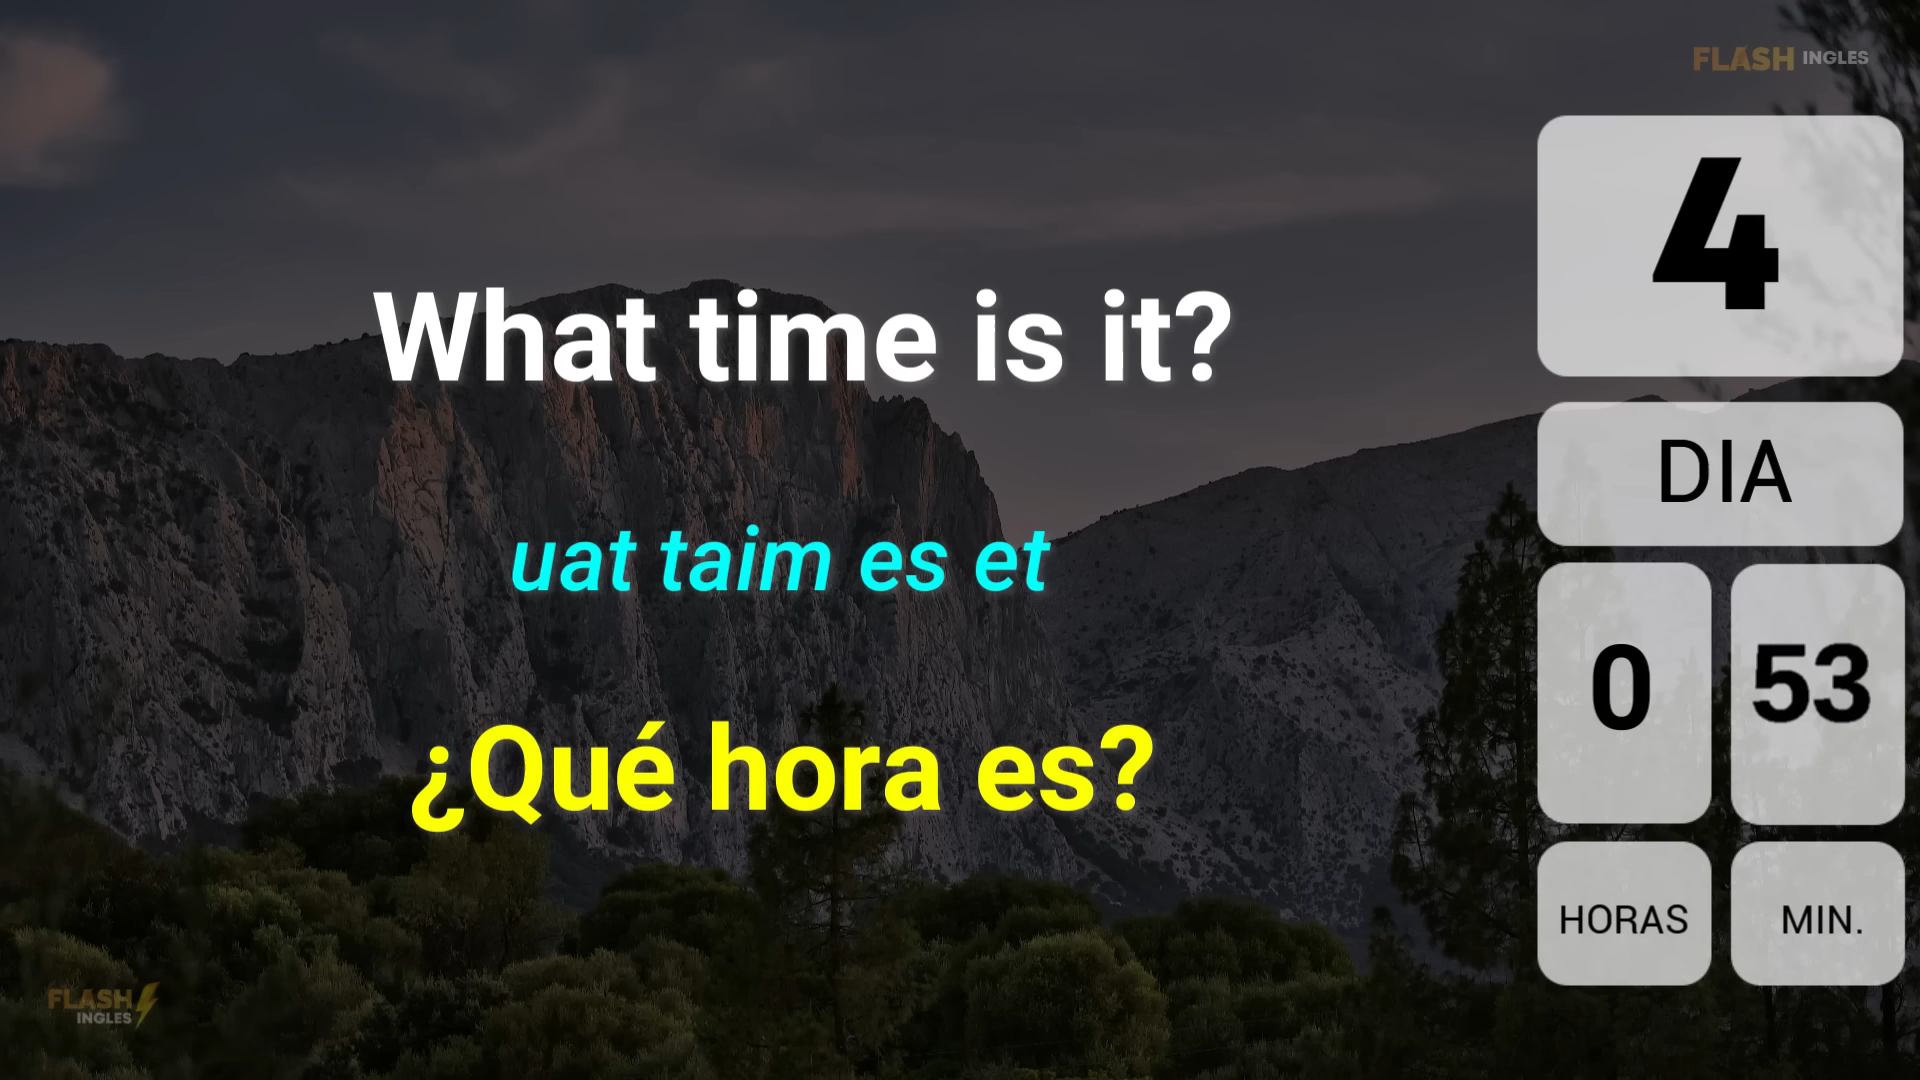 FLASH INGLES
4
DIA
What time is it?
uat taim es et
¿Qué hora es?
0 53
HORAS MIN.
FLASH
INGLES